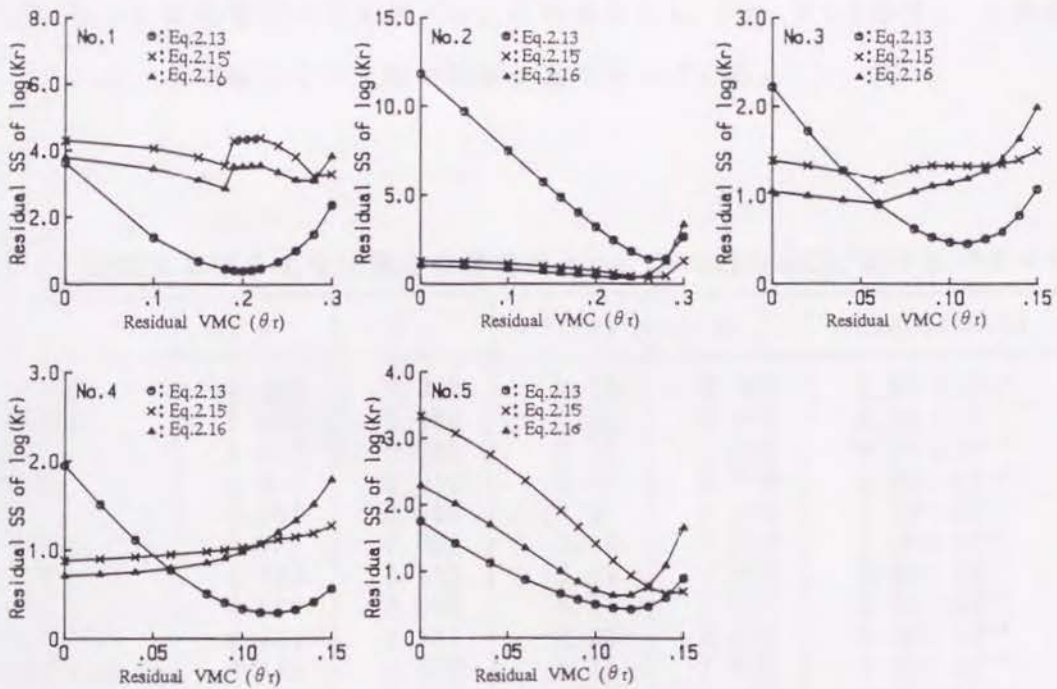 No.1
⊙ : Eq.2.13
× : Eq.2.15
▲ : Eq.2.16
Residual SS of log(Kr)
8.0
6.0
4.0
2.0
0
0 .1 .2 .3
Residual VMC (θr)
No.2
⊙ : Eq.2.13
× : Eq.2.15
▲ : Eq.2.16
Residual SS of log(Kr)
15.0
10.0
5.0
0
0 .1 .2 .3
Residual VMC (θr)
No.3
⊙ : Eq.2.13
× : Eq.2.15
▲ : Eq.2.16
Residual SS of log(Kr)
3.0
2.0
1.0
0
0 .05 .10 .15
Residual VMC (θr)
No.4
⊙ : Eq.2.13
× : Eq.2.15
▲ : Eq.2.16
Residual SS of log(Kr)
3.0
2.0
1.0
0
0 .05 .10 .15
Residual VMC (θr)
No.5
⊙ : Eq.2.13
× : Eq.2.15
▲ : Eq.2.16
Residual SS of log(Kr)
4.0
3.0
2.0
1.0
0
0 .05 .10 .15
Residual VMC (θr)